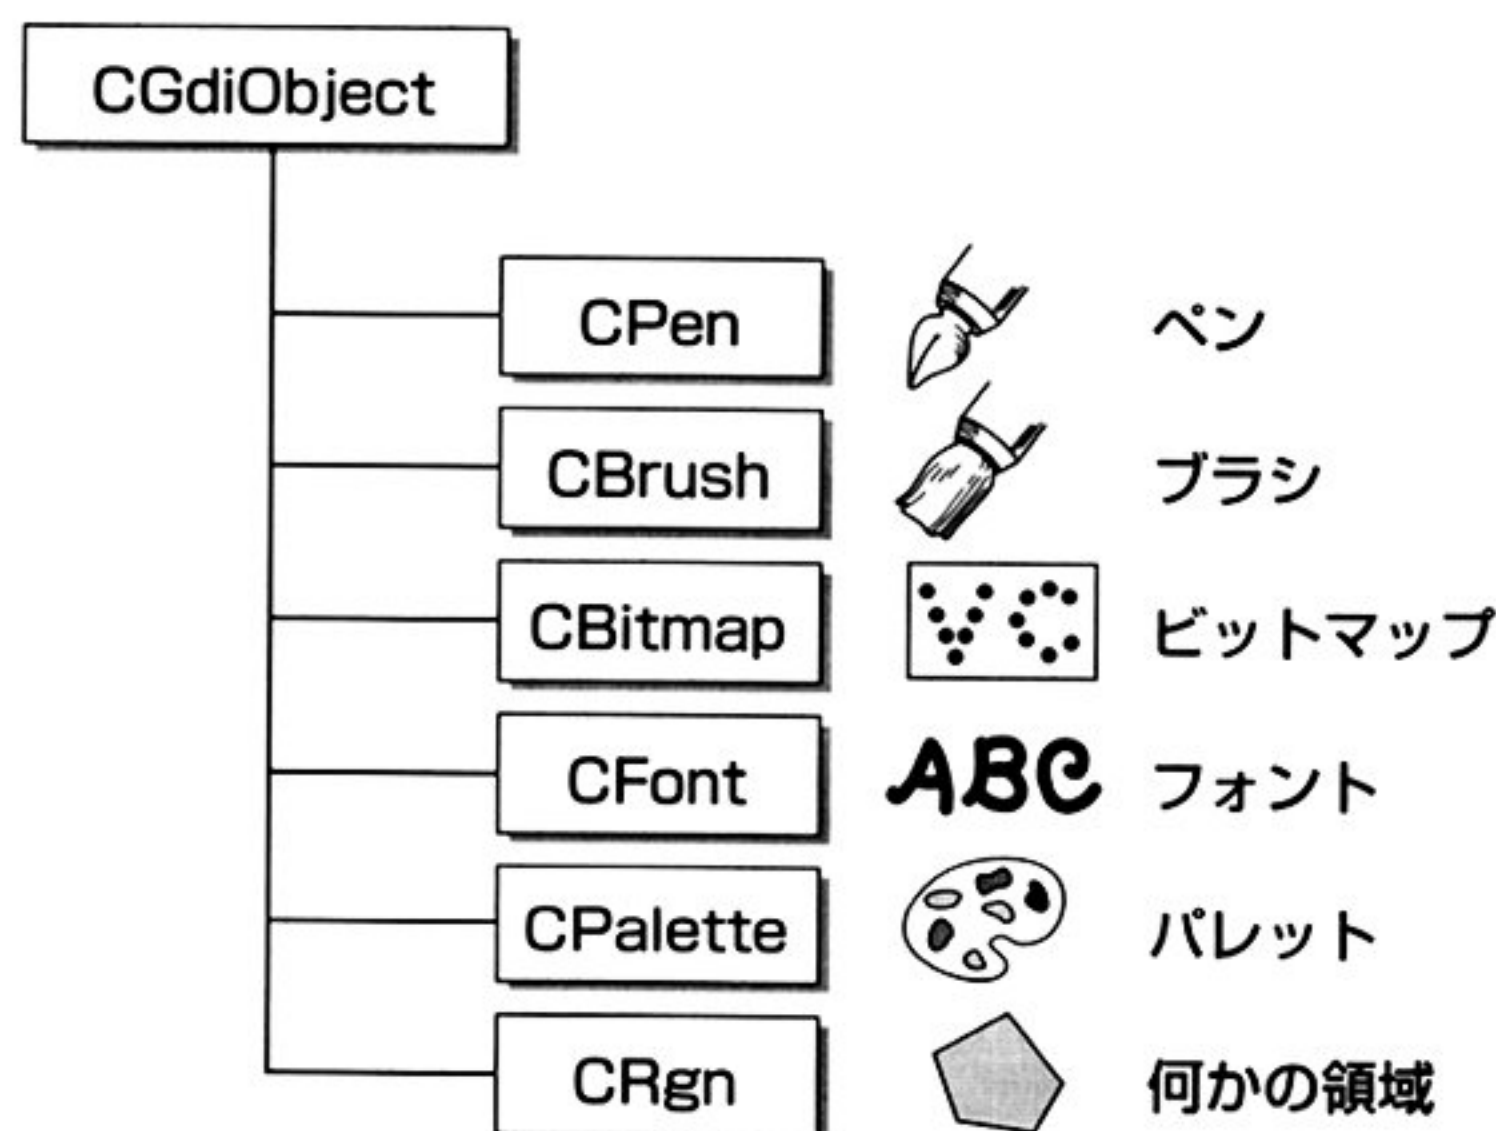 CGdiObject
CPen ペン
CBrush ブラシ
VC ビットマップ
CBitmap
CFont ABC フォント
CPalette パレット
CRgn 何かの領域